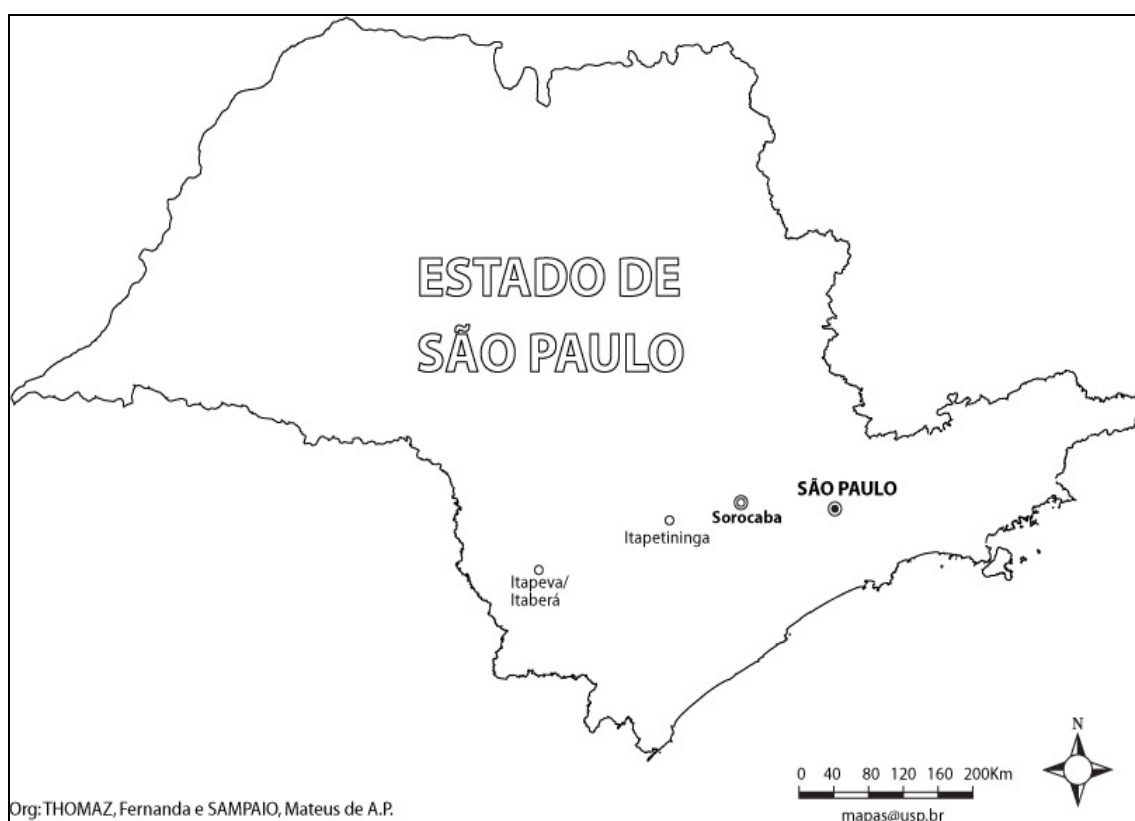 ESTADO DE
SÃO PAULO
SÃO PAULO
Sorocaba
Itapetininga
Itapeva/
Itaberá
N
0 40 80 120 160 200Km
mapas@usp.br
Org: THOMAZ, Fernanda e SAMPAIO, Mateus de A.P.